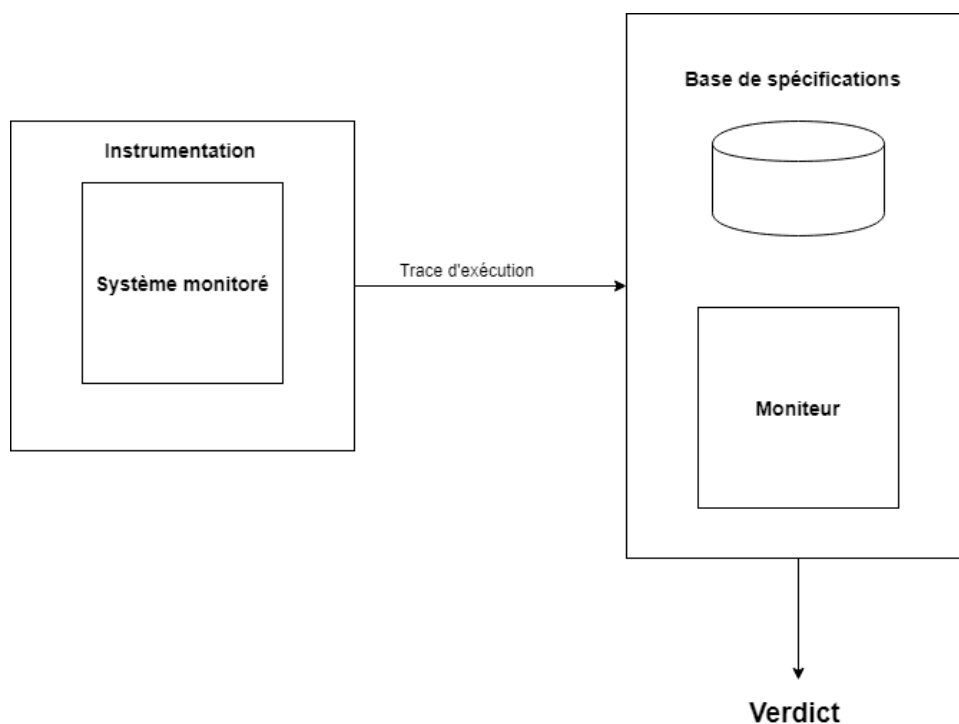 Base de spécifications
Instrumentation
Système monitoré
Trace d'exécution
Moniteur
Verdict